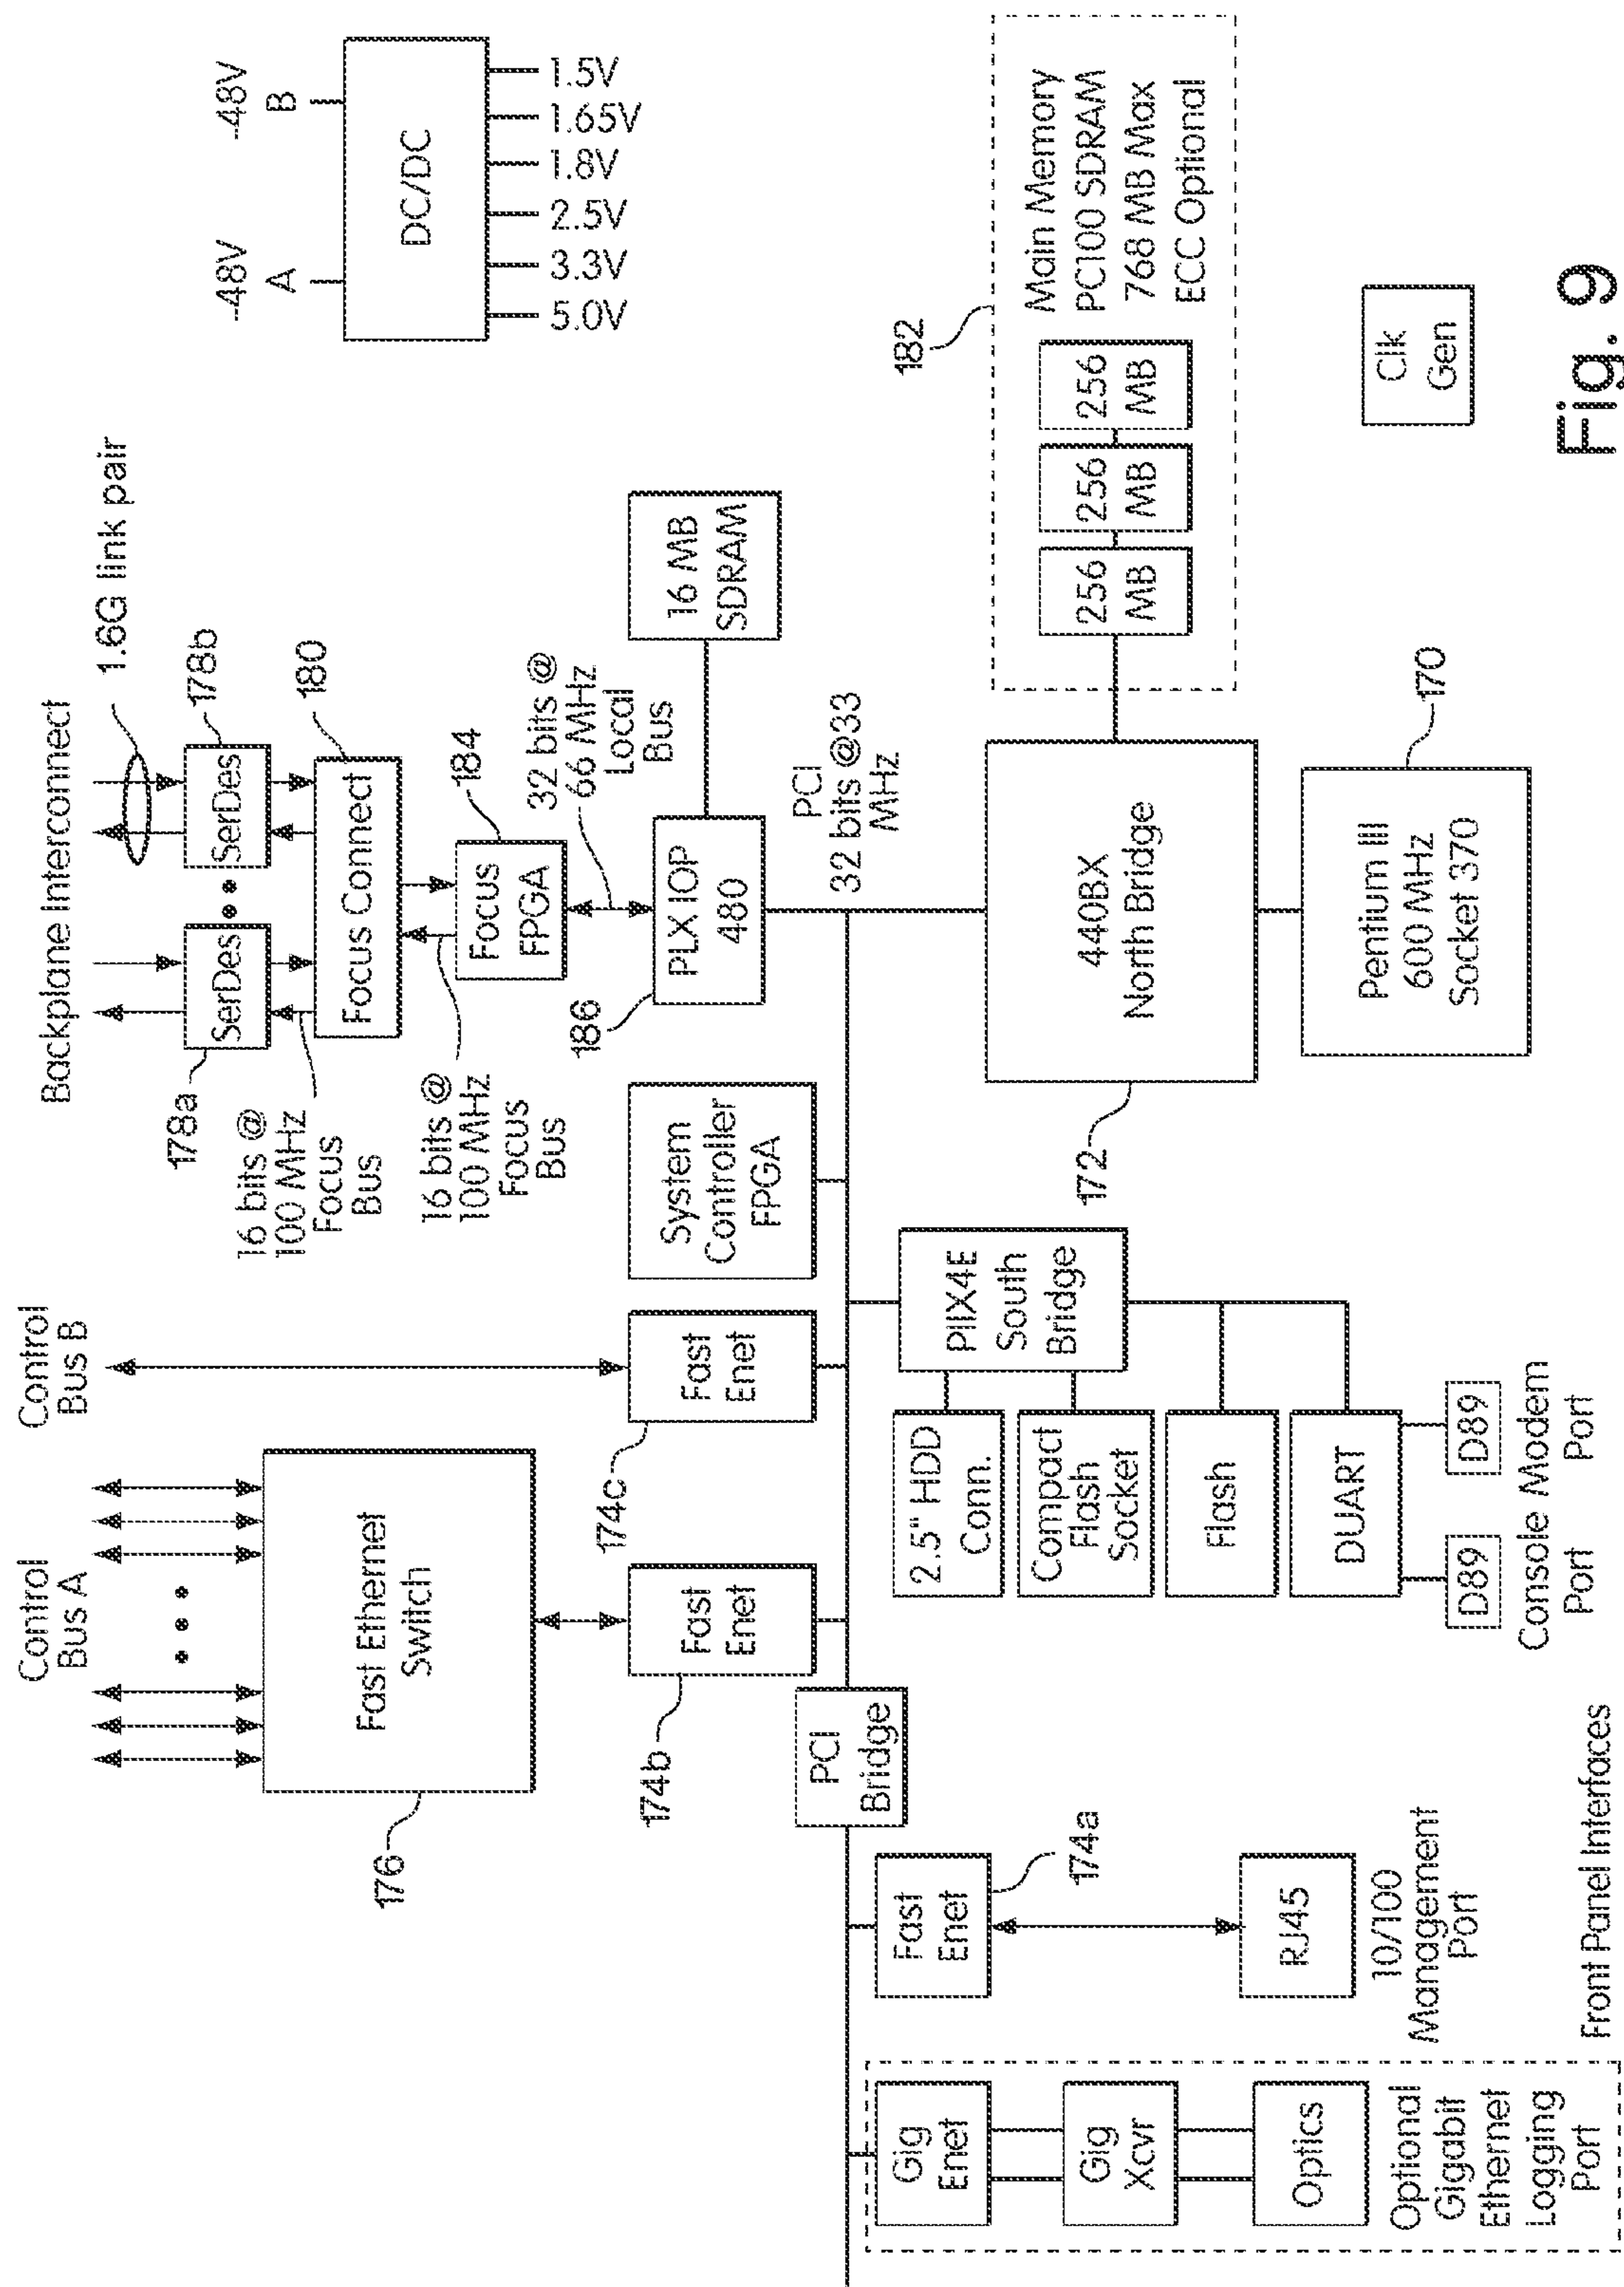 Control
Bus A
Control
Bus B
Backplane Interconnect
1.6G link pair
-48V
A
-48V
B
DC/DC
5.0V
3.3V
2.5V
1.8V
1.65V
1.5V
Fast Ethernet
Switch
176
SerDes
SerDes
178a
178b
16 bits @
100 MHz
Focus
Bus
Focus Connect
180
16 bits @
100 MHz
Focus
Bus
Focus
FPGA
184
32 bits @
66 MHz
Local
Bus
Fast
Enet
174b
Fast
Enet
174c
System
Controller
FPGA
PLX IOP
480
186
16 MB
SDRAM
PCI
Bridge
PCI
32 bits @33
MHz
Gig
Enet
Gig
Xcvr
Optics
Optional
Gigabit
Ethernet
Logging
Port
Fast
Enet
174a
RJ45
10/100
Management
Port
Front Panel Interfaces
PIIX4E
South
Bridge
2.5" HDD
Conn.
Compact
Flash
Socket
Flash
DUART
D89
D89
Console Modem
Port
Port
440BX
North Bridge
172
Pentium III
600 MHz
Socket 370
170
182
256
MB
256
MB
256
MB
Main Memory
PC100 SDRAM
768 MB Max
ECC Optional
Clk
Gen
Fig. 9